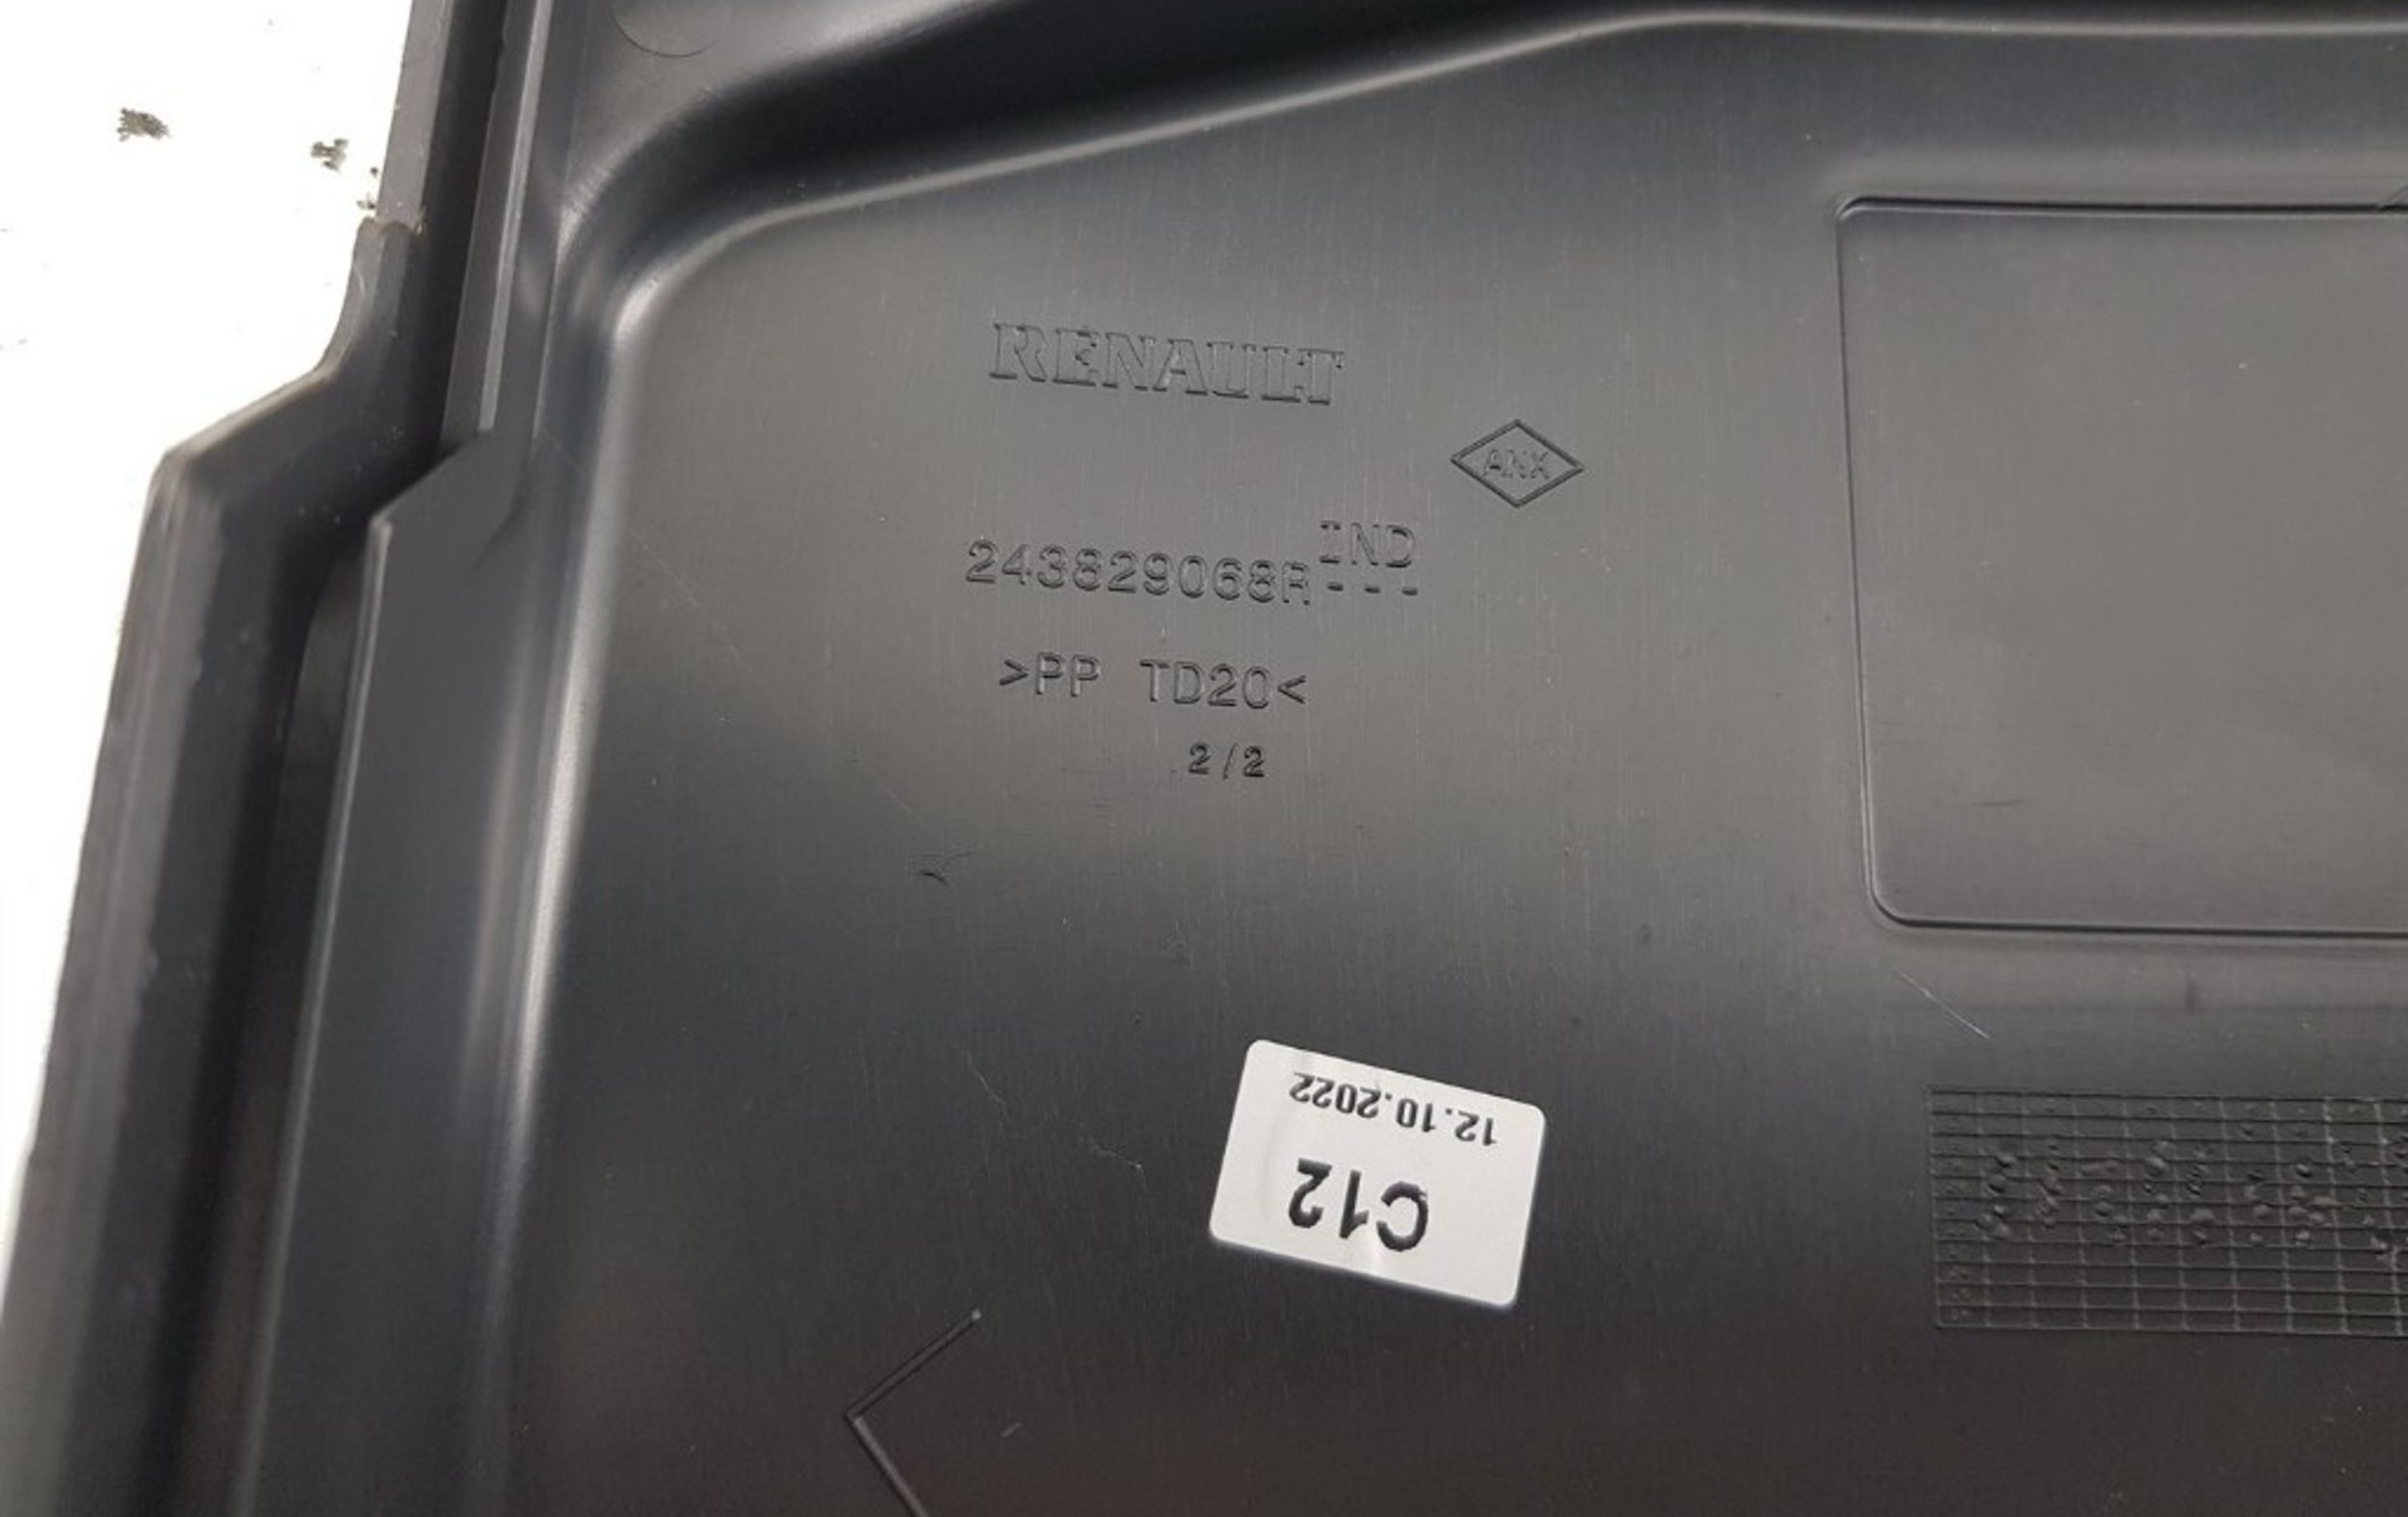 RENAULT
ANX
IND
243829068R---
>PP TD20<
2/2
C12
12.10.2022